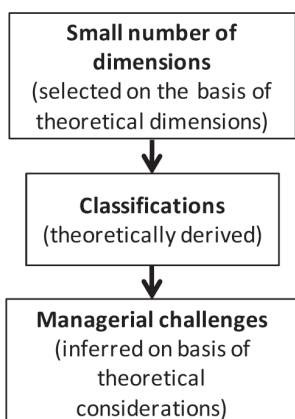 Small number of
dimensions
(selected on the basis of
theoretical dimensions)
Classifications
(theoretically derived)
Managerial challenges
(inferred on basis of
theoretical
considerations)